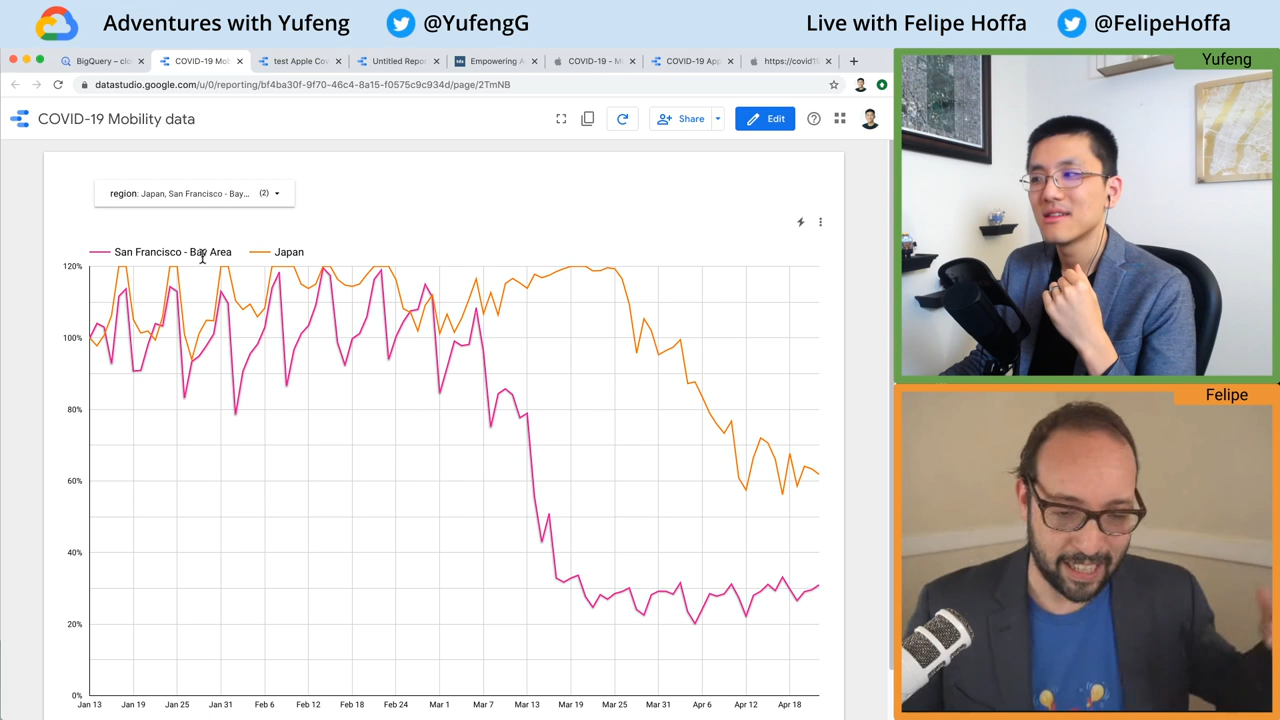 Adventures with Yufeng
@YufengG
Live with Felipe Hoffa
@FelipeHoffa
BigQuery – clo
COVID-19 Mo
test Apple Cov
Untitled Repo
Empowering A
COVID-19 - M
COVID-19 App
https://covid1
datastudio.google.com/u/0/reporting/bf4ba30f-9f70-46c4-8a15-f0575c9c934d/page/2TmNB
COVID-19 Mobility data
Share
Edit
region: Japan, San Francisco - Bay... (2)
San Francisco - Bay Area
Japan
120%
100%
80%
60%
40%
20%
0%
Jan 13 Jan 19 Jan 25 Jan 31 Feb 6 Feb 12 Feb 18 Feb 24 Mar 1 Mar 7 Mar 13 Mar 19 Mar 25 Mar 31 Apr 6 Apr 12 Apr 18
Yufeng
Felipe